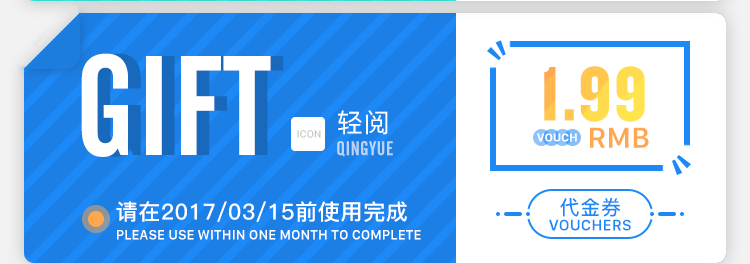 GIFT
ICON
轻阅
QINGYUE
请在2017/03/15前使用完成
PLEASE USE WITHIN ONE MONTH TO COMPLETE
1.99
VOUCH RMB
代金券
VOUCHERS